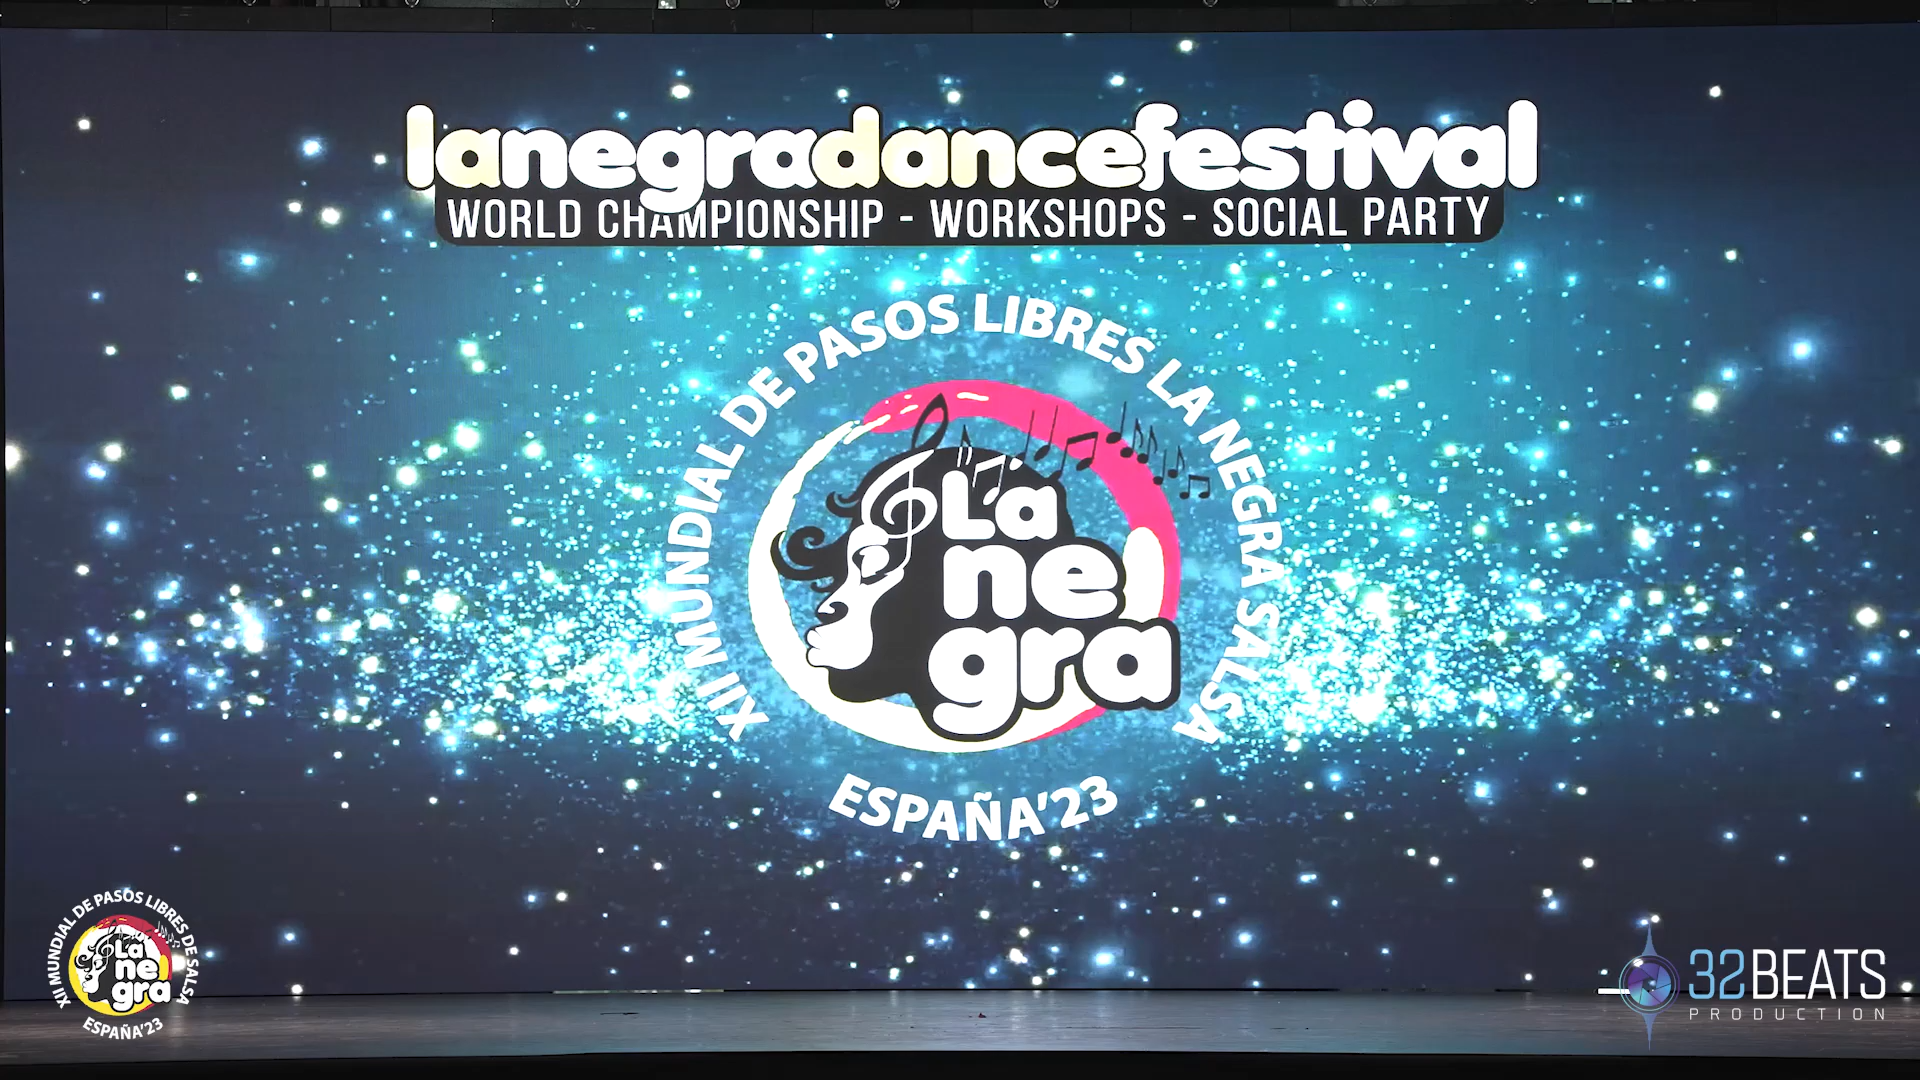 lanegradancefestival
WORLD CHAMPIONSHIP - WORKSHOPS - SOCIAL PARTY
XII MUNDIAL DE PASOS LIBRES LA NEGRA SALSA
La
ne
gra
ESPAÑA'23
XII MUNDIAL DE PASOS LIBRES DE SALSA
La
ne
gra
ESPAÑA'23
32BEATS
PRODUCTION